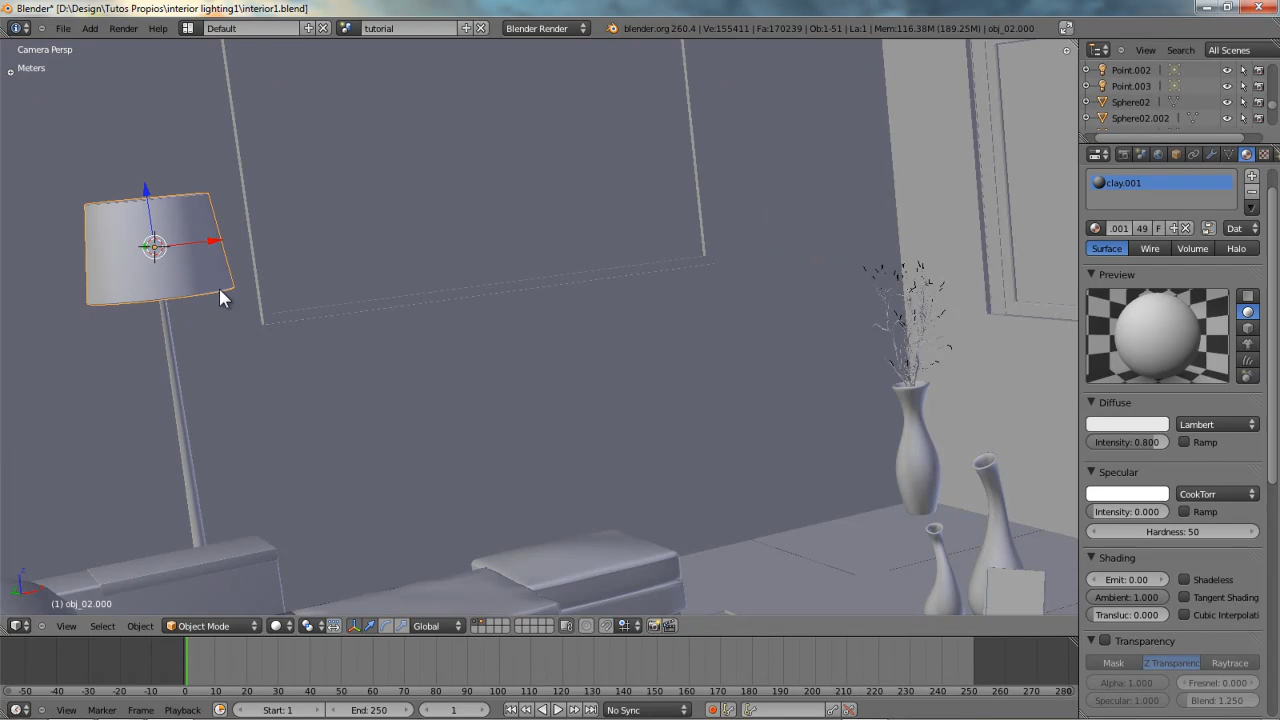 Blender* [D:\Design\Tutos Propios\interior lighting1\interior1.blend]
File Add Render Help Default tutorial Blender Render blender.org 260.4 | Ve:155411 | Fa:170239 | Ob:1-51 | La:1 | Mem:116.38M (189.25M) | obj_02.000
Camera Persp
Meters
View Search All Scenes
Point.002
Point.003
Sphere02
Sphere02.002
clay.001
.001 49 F Dat
Surface Wire Volume Halo
Preview
Diffuse
Lambert
Intensity: 0.800 Ramp
Specular
CookTorr
Intensity: 0.000 Ramp
Hardness: 50
Shading
Emit: 0.00 Shadeless
Ambient: 1.000 Tangent Shading
Transluc: 0.000 Cubic Interpolati
Transparency
Mask Z Transparenc Raytrace
Alpha: 1.000 Fresnel: 0.000
Specular: 1.000 Blend: 1.250
z
(1) obj_02.000
View Select Object Object Mode Global
-50 -40 -30 -20 -10 0 10 20 30 40 50 60 70 80 90 100 110 120 130 140 150 160 170 180 190 200 210 220 230 240 250 260 270 280
View Marker Frame Playback Start: 1 End: 250 1 No Sync